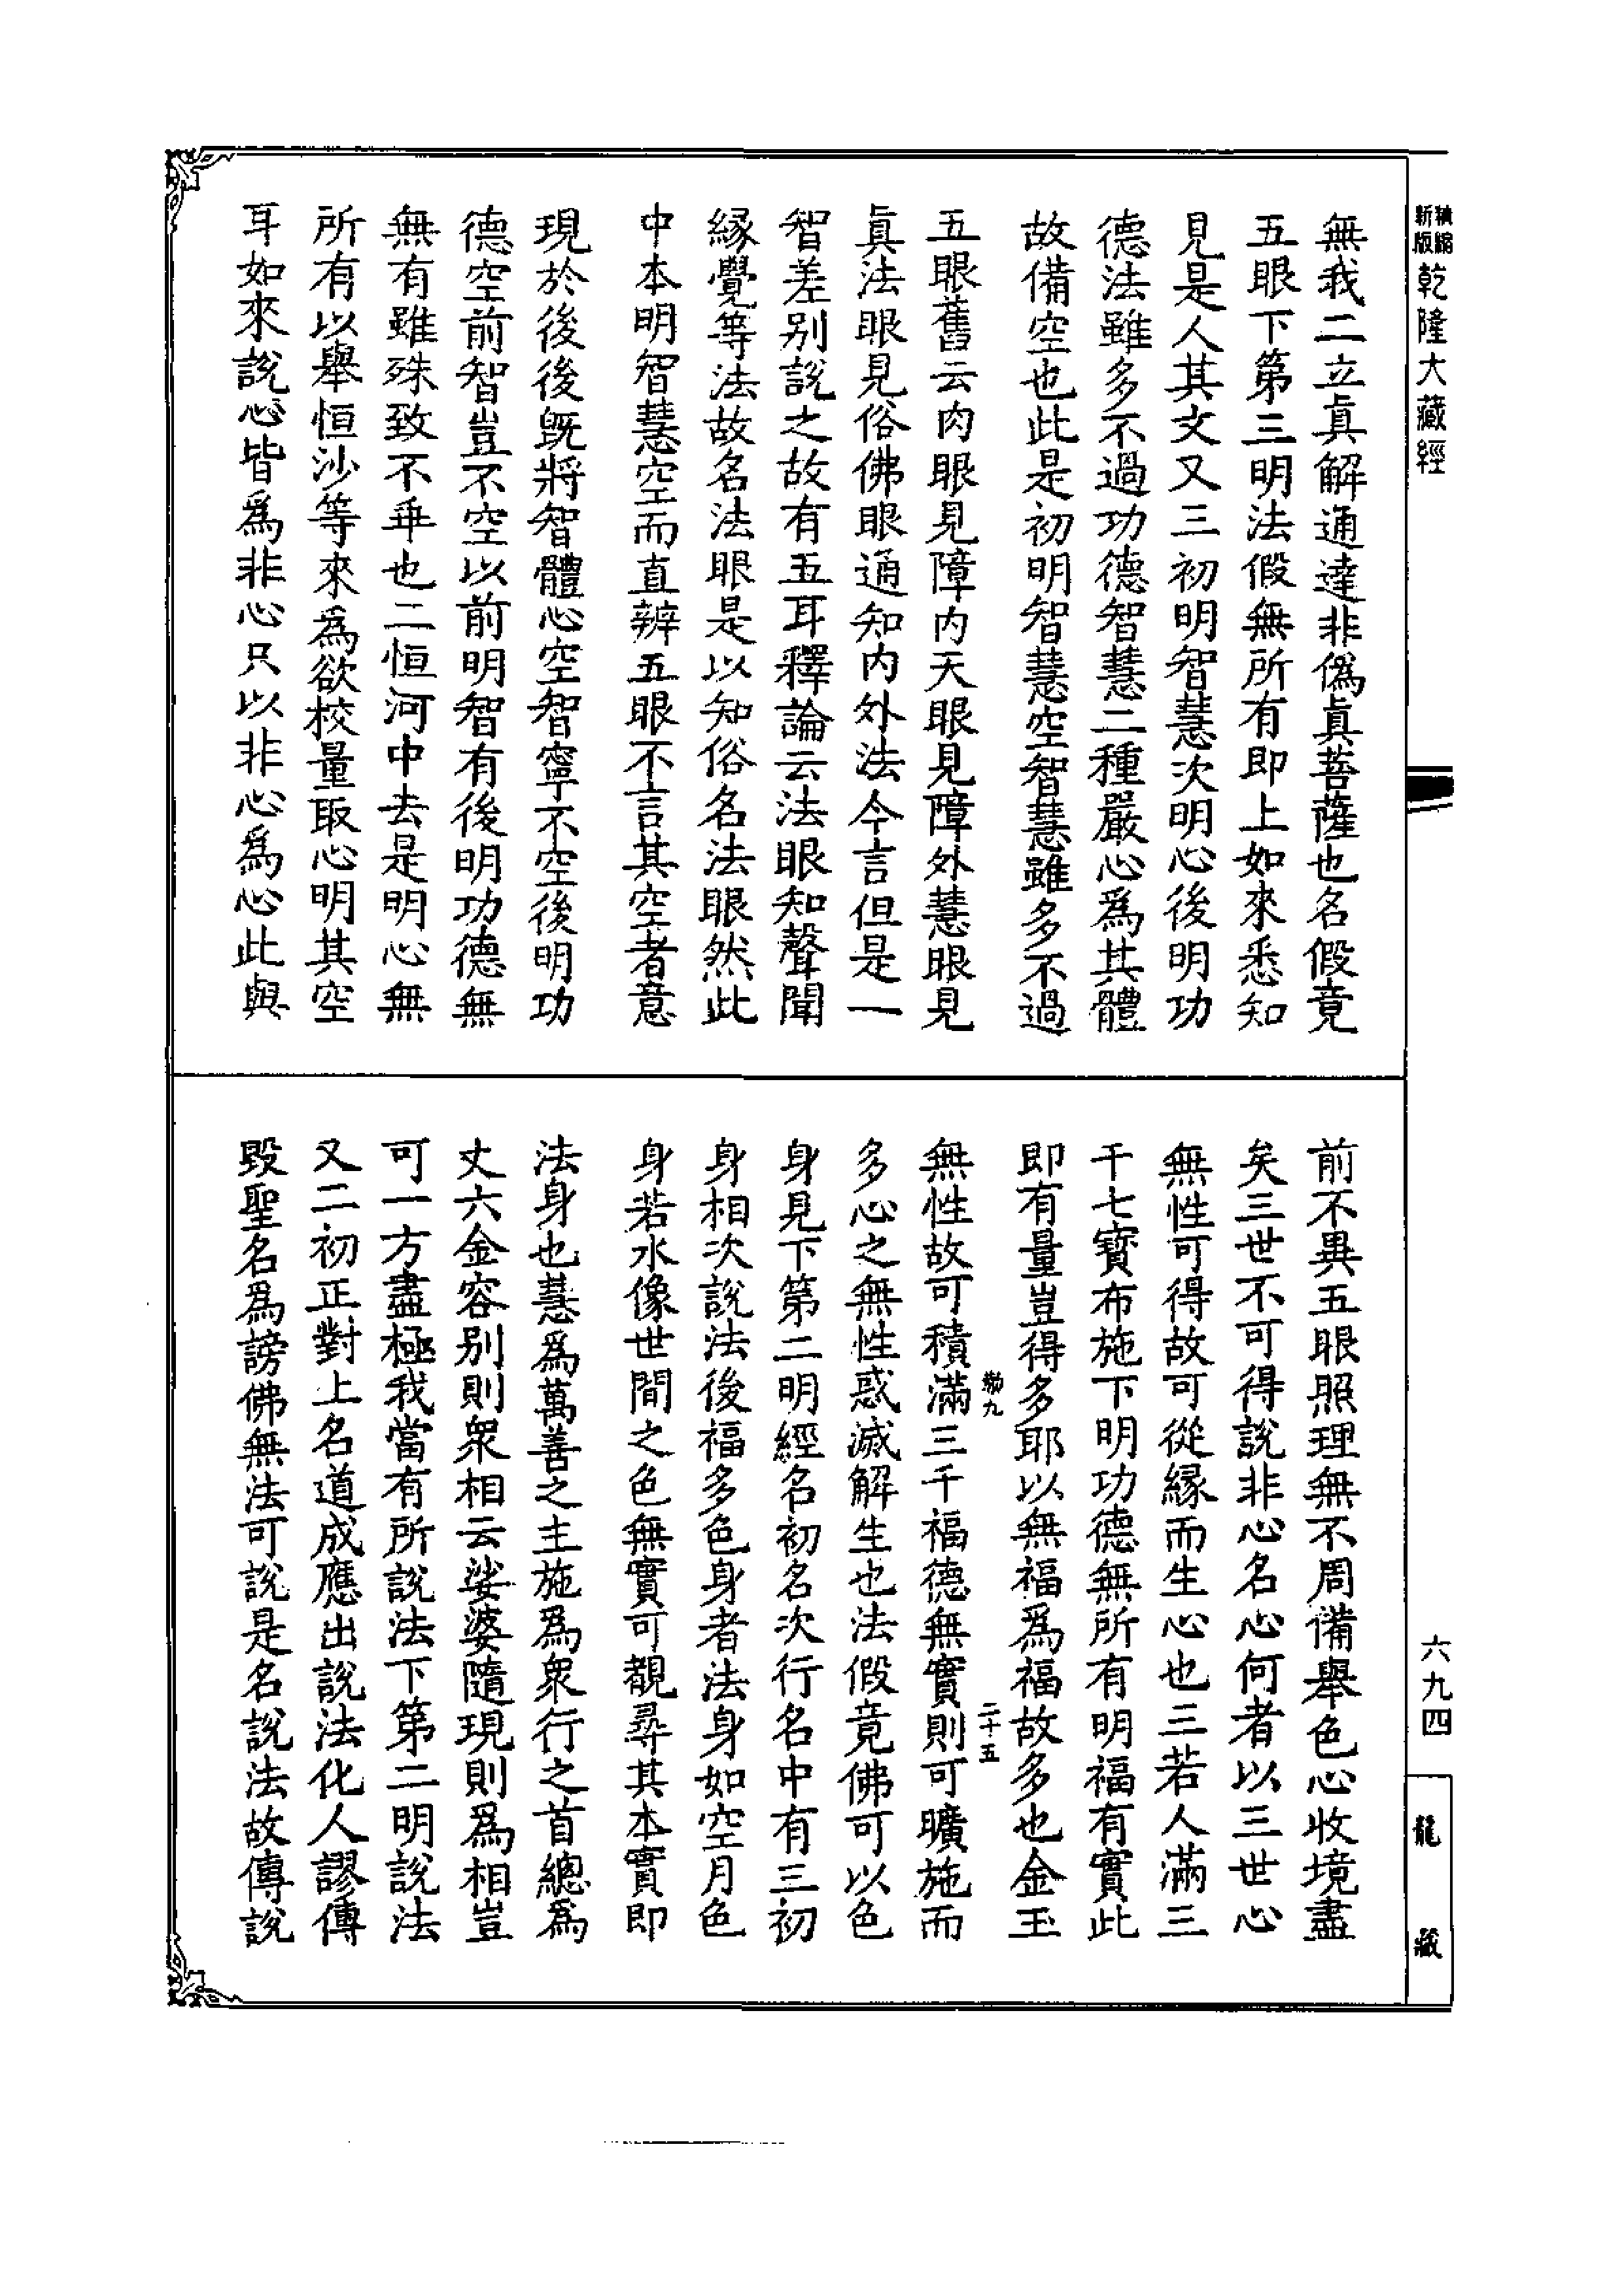 新版
精縮
乾隆大藏經
無我二立眞解通達非僞眞菩薩也名假竟
五眼下第三明法假無所有即上如來悉知
見是人其文又三初明智慧次明心後明功
德法雖多不過功德智慧二種嚴心爲其體
故備空也此是初明智慧空智慧雖多不過
五眼舊云肉眼見障内天眼見障外慧眼見
眞法眼見俗佛眼通知内外法今言但是一
智差别說之故有五耳釋論云法眼知聲聞
緣覺等法故名法眼是以知俗名法眼然此
中本明智慧空而直辨五眼不言其空者意
現於後後旣將智體心空智寧不空後明功
德空前智豈不空以前明智有後明功德無
無有雖殊致不乖也二恒河中去是明心無
所有以舉恒沙等來爲欲校量取心明其空
耳如來說心皆爲非心只以非心爲心此與
前不異五眼照理無不周備舉色心收境盡
矣三世不可得說非心名心何者以三世心
無性可得故可從緣而生心也三若人滿三
千七寶布施下明功德無所有明福有實此
即有量豈得多耶以無福爲福故多也金玉
無性故可積滿三千福德無實則可曠施而
多心之無性惑滅解生也法假竟佛可以色
身見下第二明經名初名次行名中有三初
身相次說法後福多色身者法身如空月色
身若水像世間之色無實可覩尋其本實即
法身也慧爲萬善之主施爲衆行之首總爲
丈六金容别則衆相云娑婆隨現則爲相豈
可一方盡極我當有所說法下第二明說法
又二初正對上名道成應出說法化人謬傳
毀聖名爲謗佛無法可說是名說法故傳說
勒九
二十五
六九四
龍藏